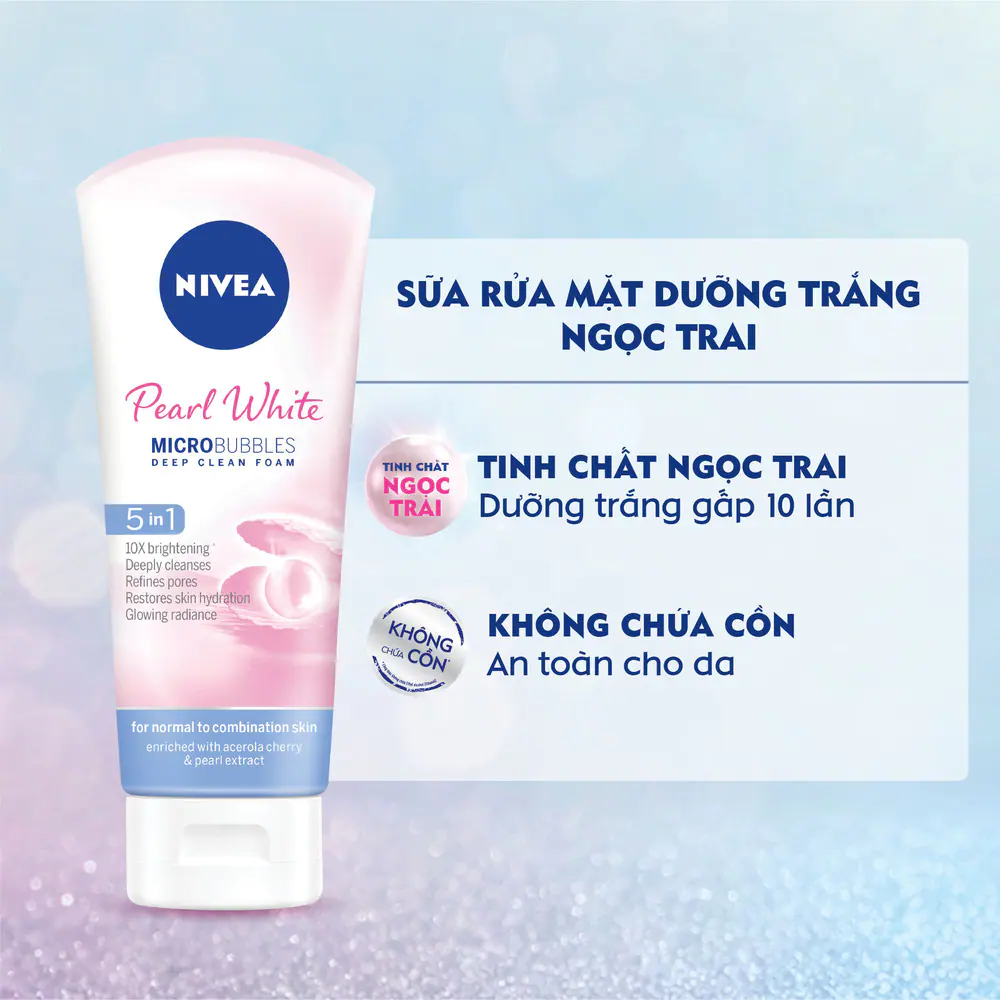 NIVEA
Pearl White
MICROBUBBLES
DEEP CLEAN FOAM
5 in 1
10X brightening*
Deeply cleanses
Refines pores
Restores skin hydration
Glowing radiance
for normal to combination skin
enriched with acerola cherry
& pearl extract
SỮA RỬA MẶT DƯỠNG TRẮNG
NGỌC TRAI
TINH CHẤT
NGỌC
TRAI
TINH CHẤT NGỌC TRAI
Dưỡng trắng gấp 10 lần
KHÔNG
CHỨA CỒN*
KHÔNG CHỨA CỒN
An toàn cho da